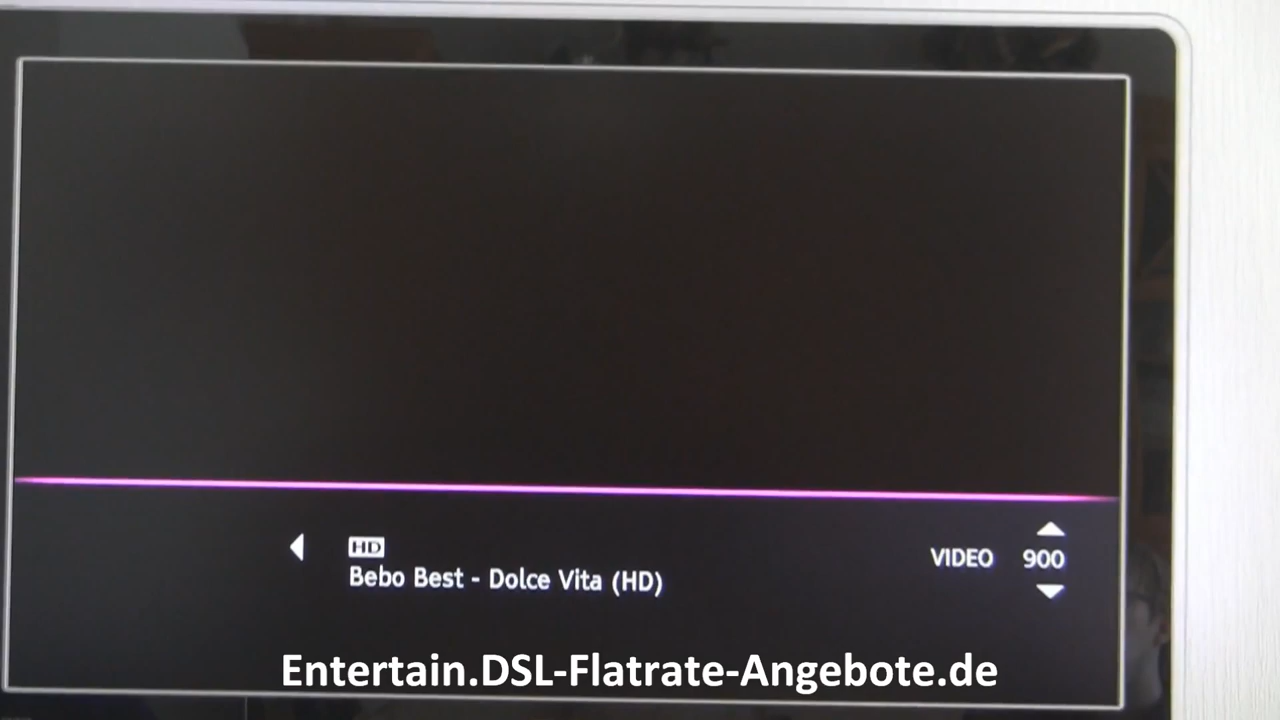 HD
Bebo Best - Dolce Vita (HD)
VIDEO 900
Entertain.DSL-Flatrate-Angebote.de